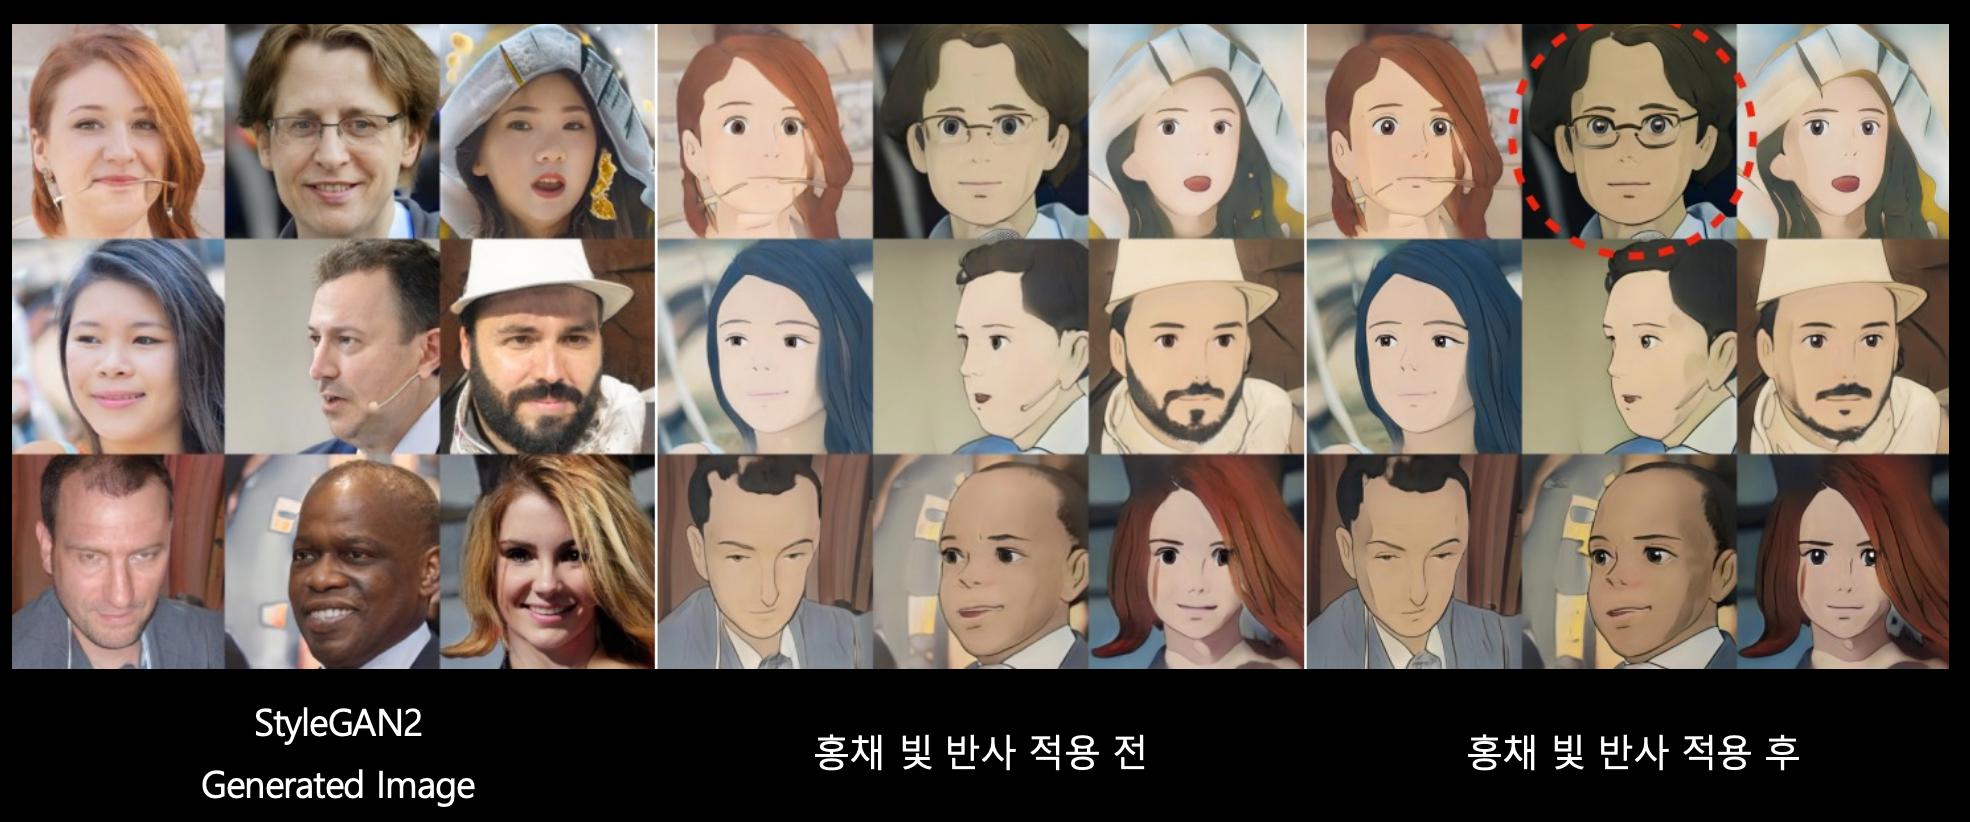 StyleGAN2
Generated Image
홍채 빛 반사 적용 전
홍채 빛 반사 적용 후